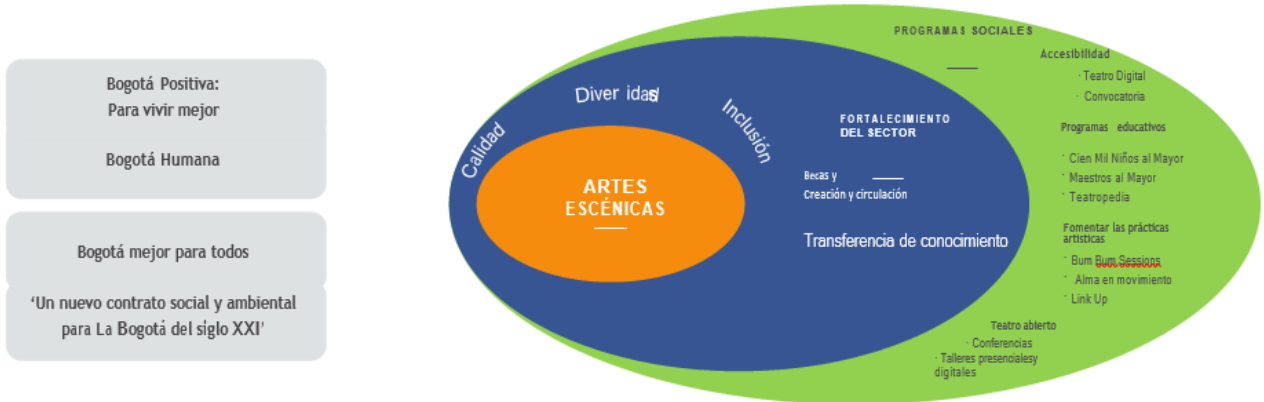 Bogotá Positiva:
Para vivir mejor
Bogotá Humana
Bogotá mejor para todos
‘Un nuevo contrato social y ambiental
para La Bogotá del siglo XXI’
Calidad
Diver idad
Inclusión
ARTES
ESCÉNICAS
FORTALECIMIENTO
DEL SECTOR
Becas y
Creación y circulación
Transferencia de conocimiento
PROGRAMAS SOCIALES
Accesibilidad
· Teatro Digital
· Convocatoria
Programas educativos
· Cien Mil Niños al Mayor
· Maestros al Mayor
· Teatropedia
Fomentar las prácticas
artísticas
· Bum Bum Sessions
· Alma en movimiento
· Link Up
Teatro abierto
· Conferencias
· Talleres presencialesy
digitales